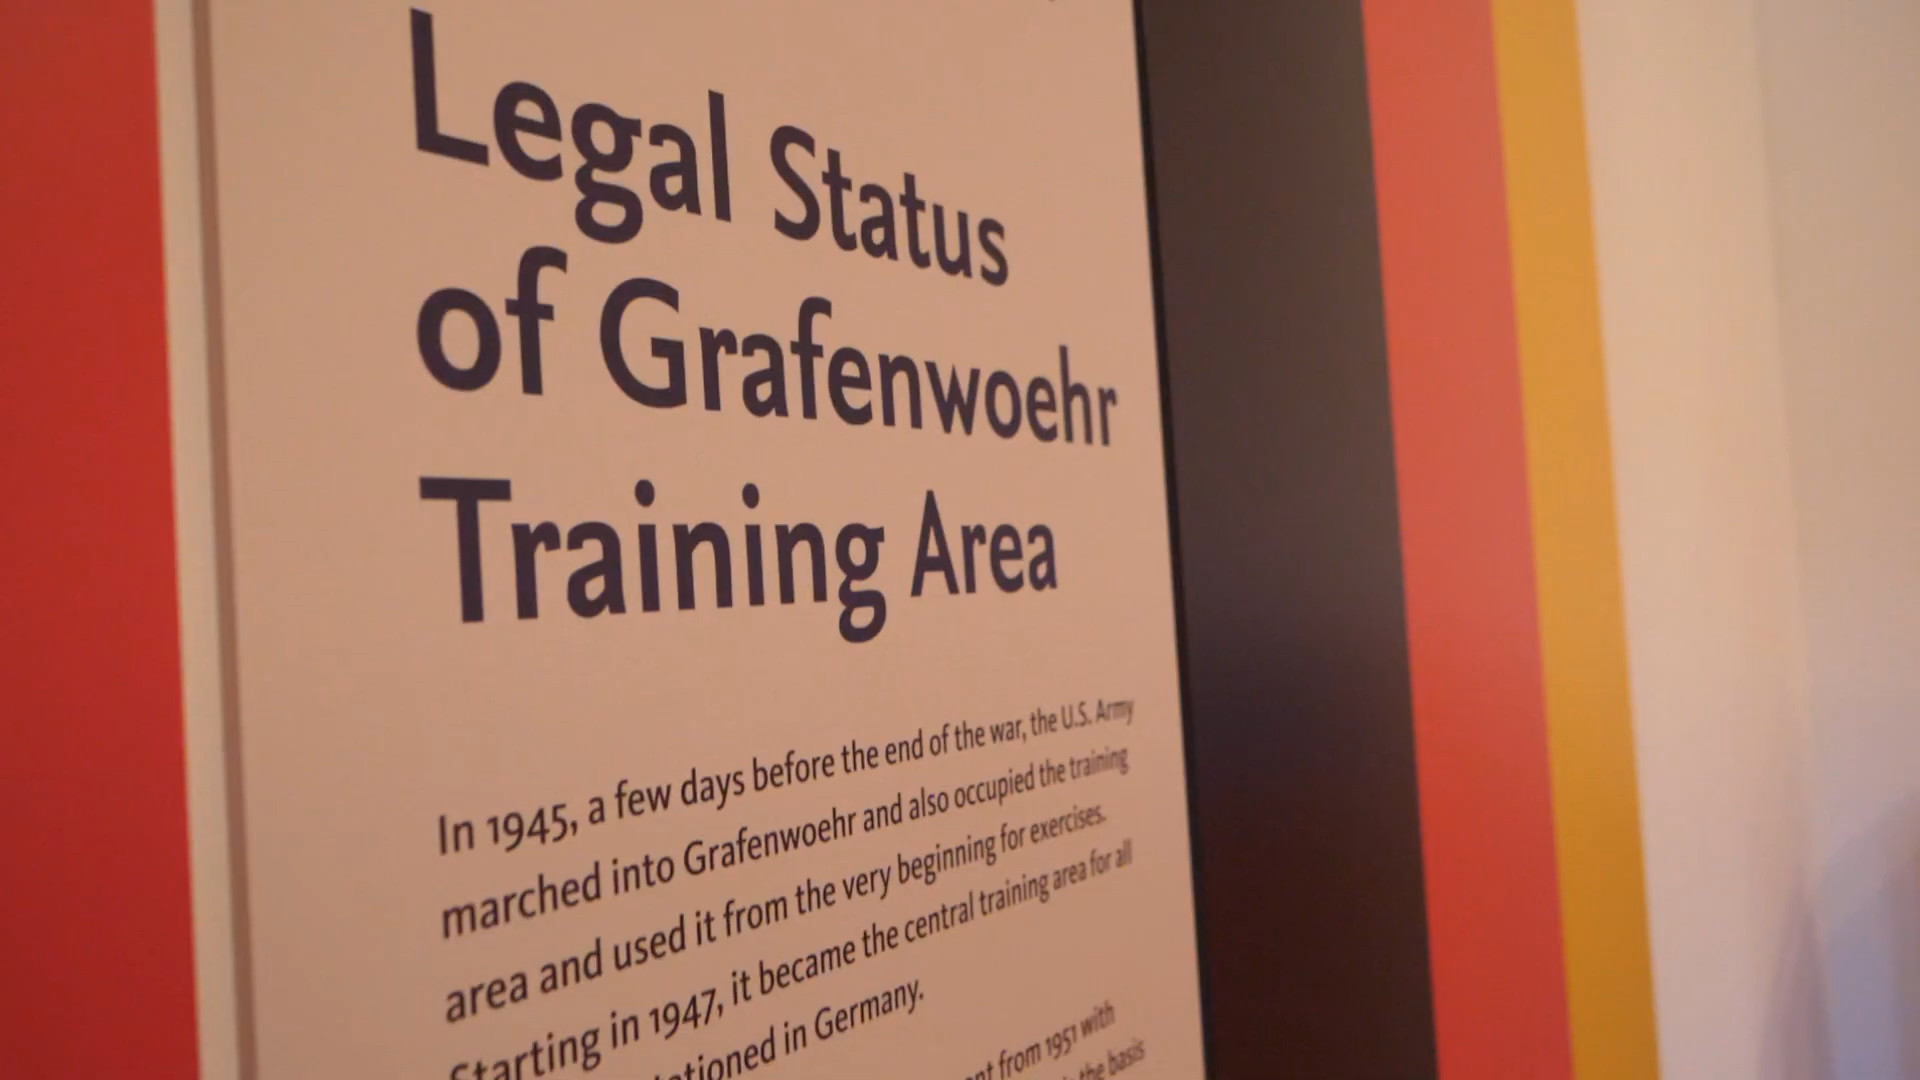 Legal Status
of Grafenwoehr
Training Area
In 1945, a few days before the end of the war, the U.S. Army
marched into Grafenwoehr and also occupied the training
area and used it from the very beginning for exercises.
Starting in 1947, it became the central training area for all
in Germany.
from 1951 with
the basis